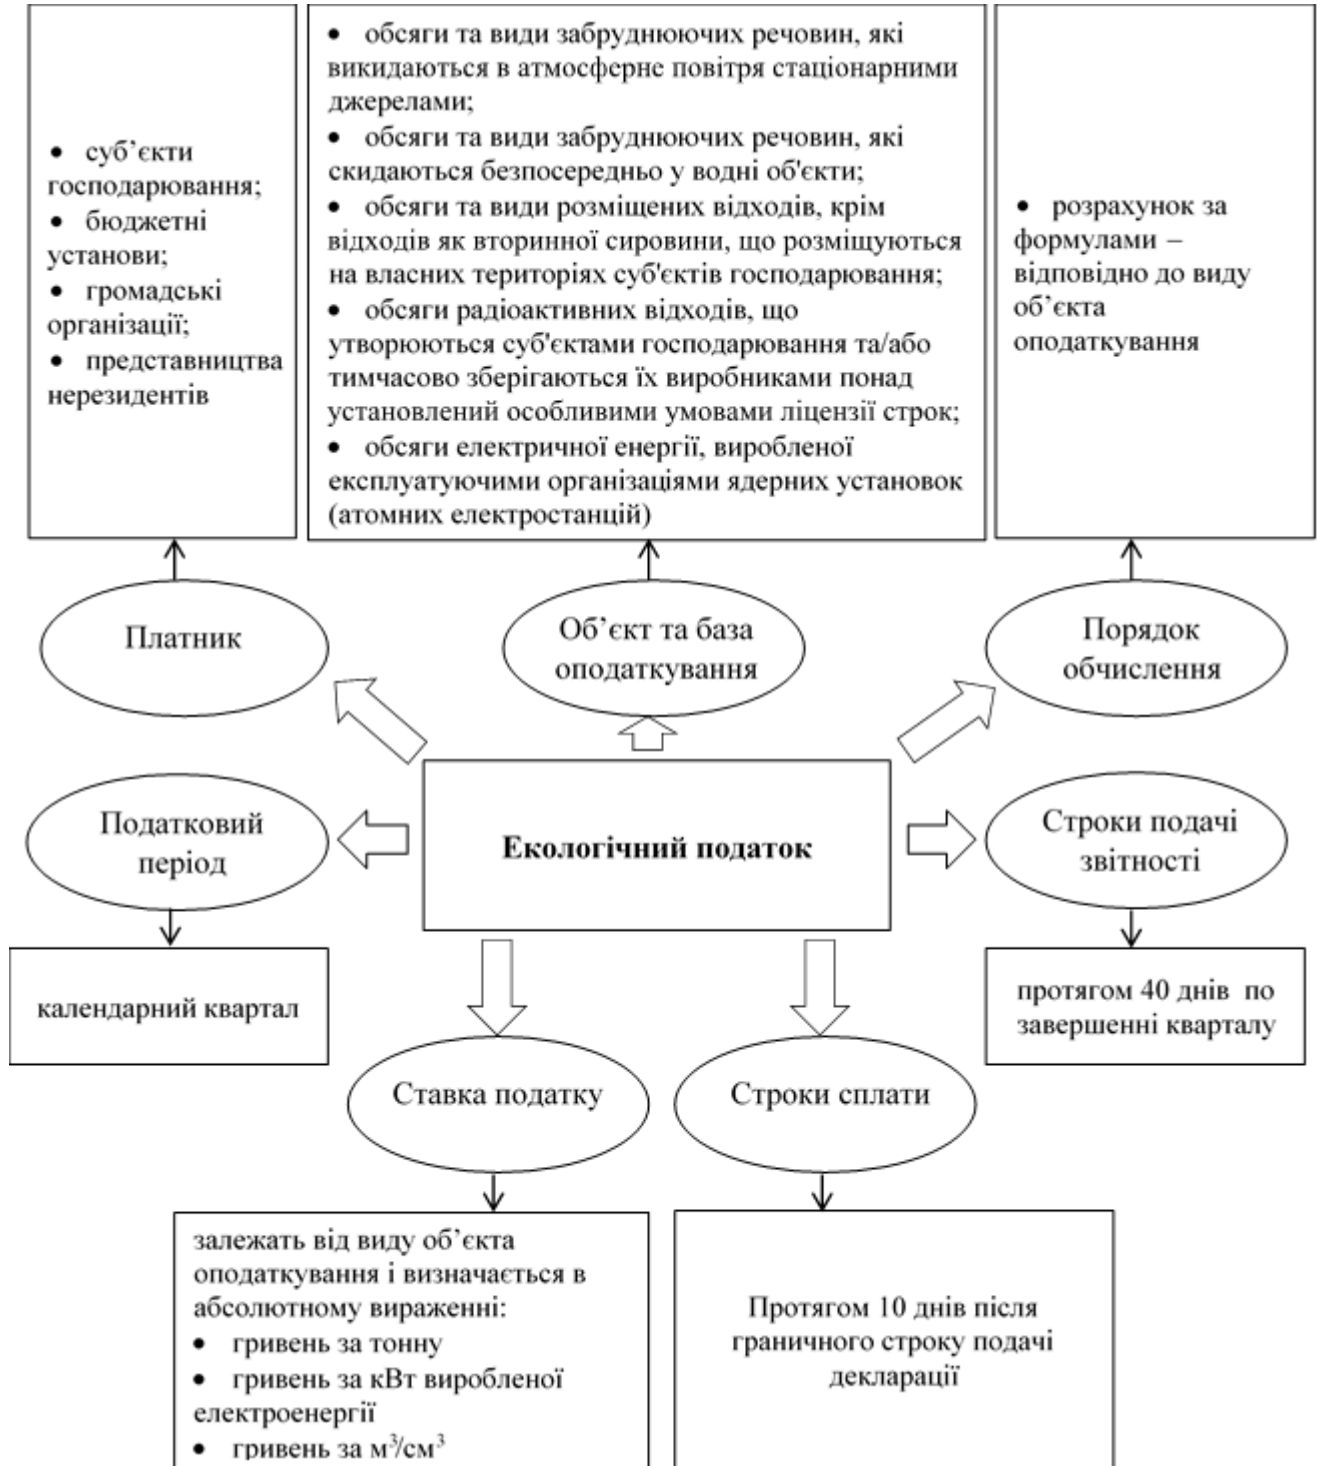 • суб’єкти
господарювання;
• бюджетні
установи;
• громадські
організації;
• представництва
нерезидентів
• обсяги та види забруднюючих речовин, які
викидаються в атмосферне повітря стаціонарними
джерелами;
• обсяги та види забруднюючих речовин, які
скидаються безпосередньо у водні об'єкти;
• обсяги та види розміщених відходів, крім
відходів як вторинної сировини, що розміщуються
на власних територіях суб'єктів господарювання;
• обсяги радіоактивних відходів, що
утворюються суб'єктами господарювання та/або
тимчасово зберігаються їх виробниками понад
установлений особливими умовами ліцензії строк;
• обсяги електричної енергії, виробленої
експлуатуючими організаціями ядерних установок
(атомних електростанцій)
• розрахунок за
формулами –
відповідно до виду
об’єкта
оподаткування
Платник
Об’єкт та база
оподаткування
Порядок
обчислення
Податковий
період
Екологічний податок
Строки подачі
звітності
календарний квартал
протягом 40 днів по
завершенні кварталу
Ставка податку
Строки сплати
залежать від виду об’єкта
оподаткування і визначається в
абсолютному вираженні:
• гривень за тонну
• гривень за кВт виробленої
електроенергії
• гривень за м³/см³
Протягом 10 днів після
граничного строку подачі
декларації